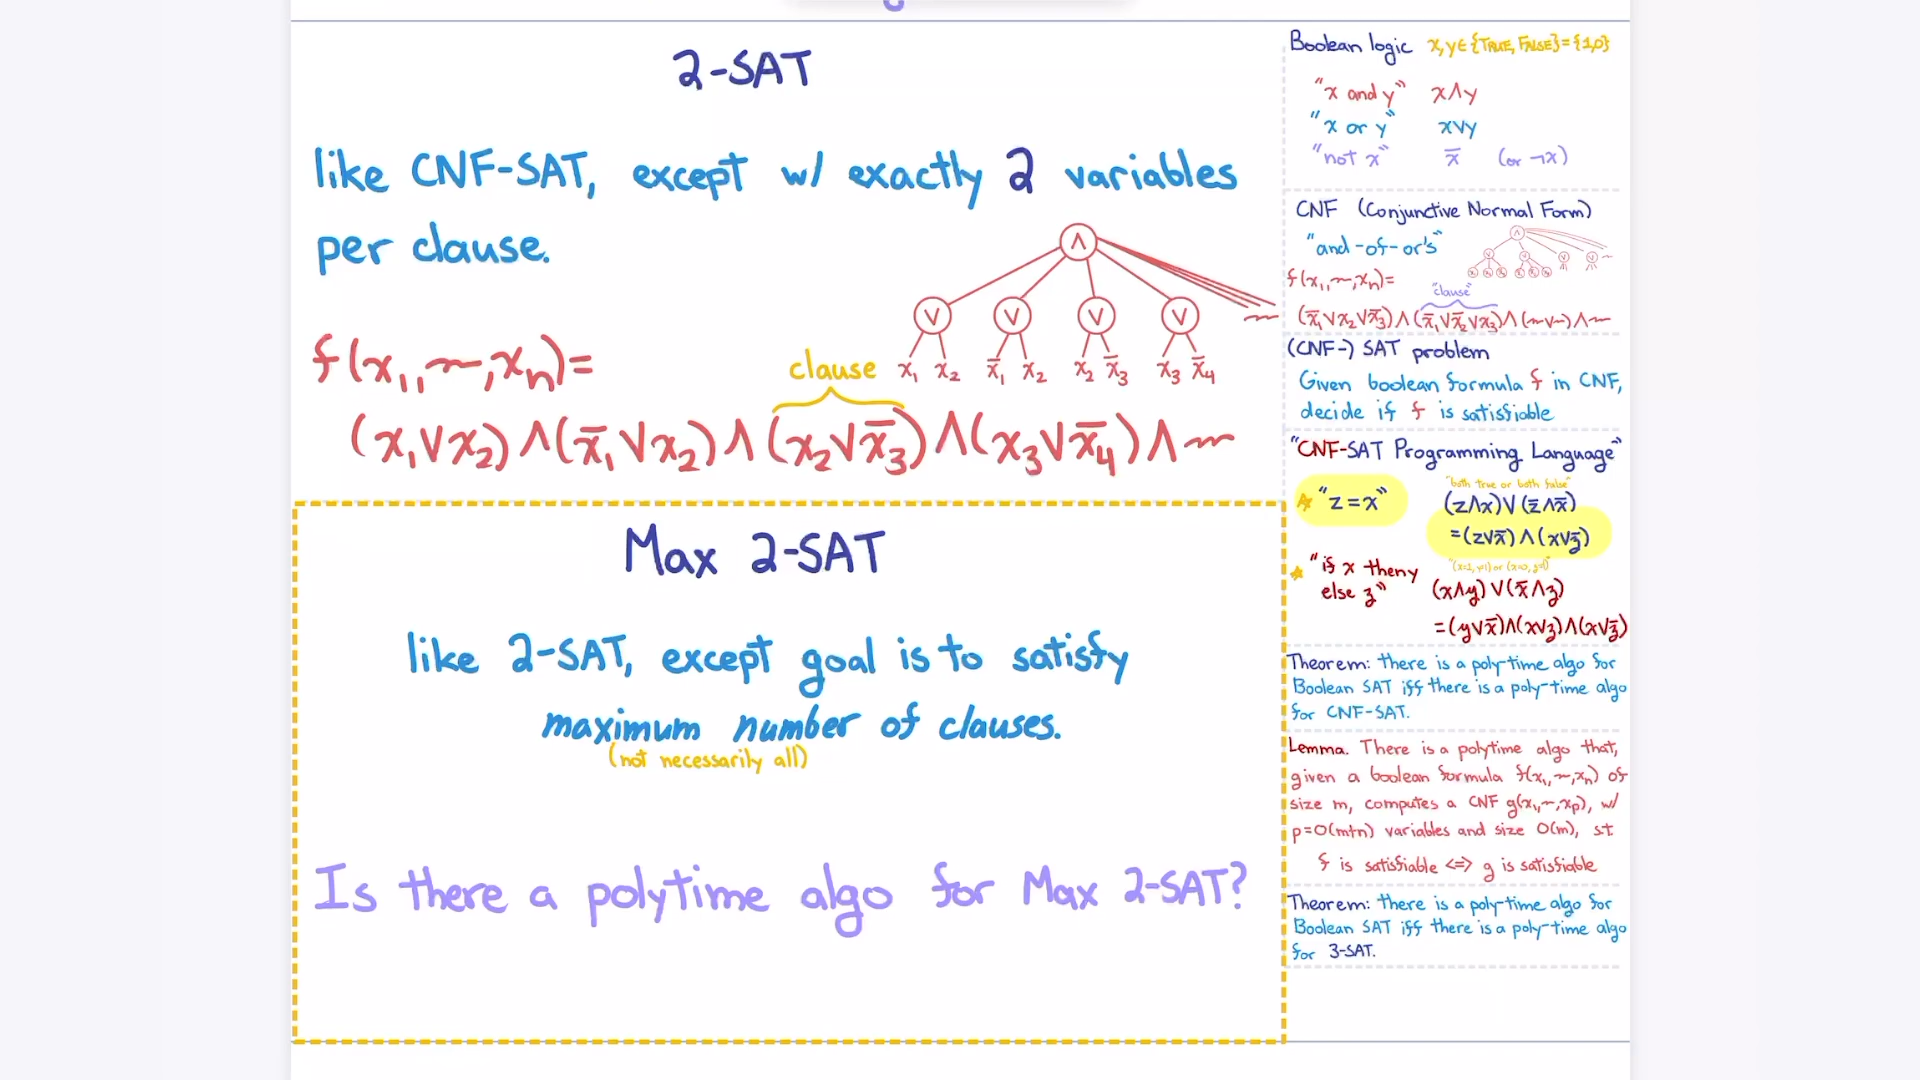 2-SAT
like CNF-SAT, except w/ exactly 2 variables
per clause.
∧
∨ ∨ ∨ ∨
x₁ x₂ x̄₁ x₂ x₂ x̄₃ x₃ x̄₄
f(x₁,~,xₙ)=
clause
(x₁∨x₂)∧(x̄₁∨x₂)∧(x₂∨x̄₃)∧(x₃∨x̄₄)∧~
Max 2-SAT
like 2-SAT, except goal is to satisfy
maximum number of clauses.
(not necessarily all)
Is there a polytime algo for Max 2-SAT?
Boolean logic x,y∈{TRUE, FALSE}={1,0}
"x and y" x∧y
"x or y" x∨y
"not x" x̄ (or ¬x)
CNF (Conjunctive Normal Form)
"and-of-or's"
f(x₁,~,xₙ)=
"clause"
(x̄₁∨x₂∨x̄₃)∧(x̄₁∨x̄₂∨x₃)∧(~∨~)∧~
(CNF-) SAT problem
Given boolean formula f in CNF,
decide if f is satisfiable
"CNF-SAT Programming Language"
"both true or both false"
"z=x" (z∧x)∨(z̄∧x̄)
=(z∨x̄)∧(x∨z̄)
"if x then y
else z" (x∧y)∨(x̄∧z)
=(y∨x̄)∧(x∨z)∧(x∨z̄)
Theorem: there is a poly-time algo for
Boolean SAT iff there is a poly-time algo
for CNF-SAT.
Lemma. There is a polytime algo that,
given a boolean formula f(x₁,~,xₙ) of
size m, computes a CNF g(x₁,~,xₚ), w/
p=O(m+n) variables and size O(m), s.t
f is satisfiable <=> g is satisfiable
Theorem: there is a poly-time algo for
Boolean SAT iff there is a poly-time algo
for 3-SAT.